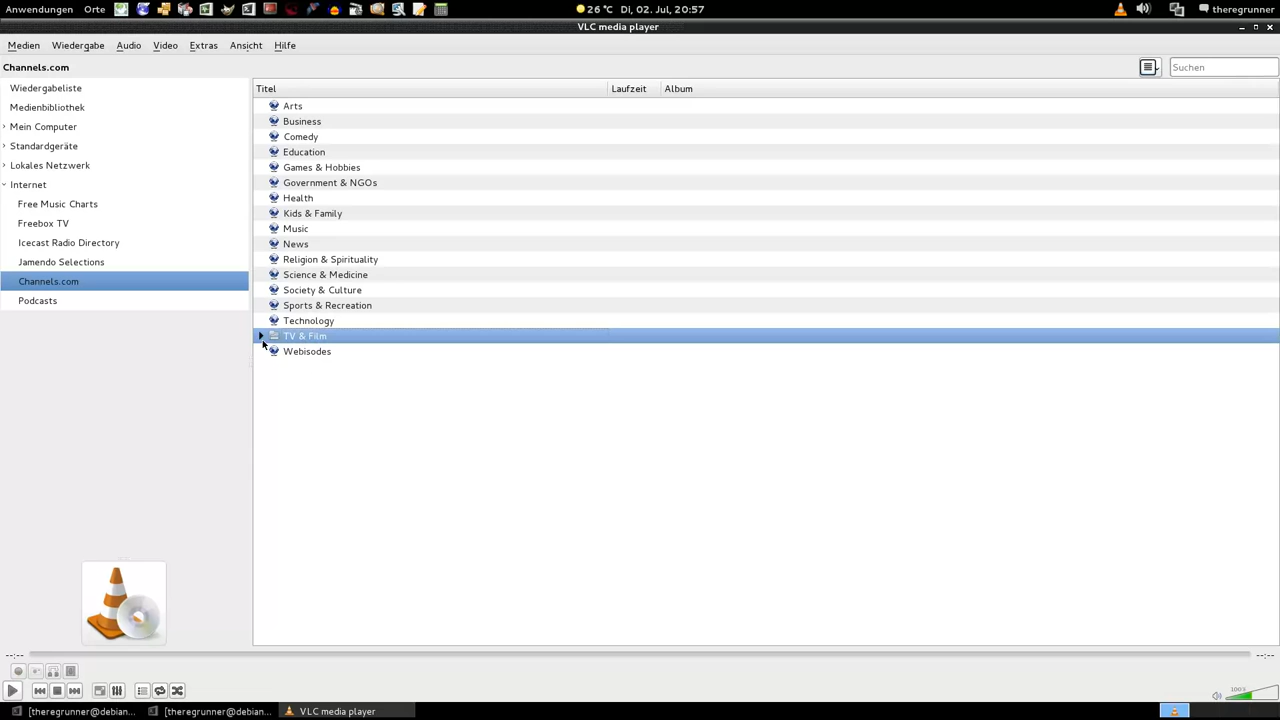 Anwendungen Orte 26 °C Di, 02. Jul, 20:57 theregrunner
VLC media player
Medien Wiedergabe Audio Video Extras Ansicht Hilfe
Channels.com Suchen
Wiedergabeliste
Medienbibliothek
Mein Computer
Standardgeräte
Lokales Netzwerk
Internet
Free Music Charts
Freebox TV
Icecast Radio Directory
Jamendo Selections
Channels.com
Podcasts
Titel Laufzeit Album
Arts
Business
Comedy
Education
Games & Hobbies
Government & NGOs
Health
Kids & Family
Music
News
Religion & Spirituality
Science & Medicine
Society & Culture
Sports & Recreation
Technology
TV & Film
Webisodes
--:-- --:--
100%
[theregrunner@debian... [theregrunner@debian... VLC media player